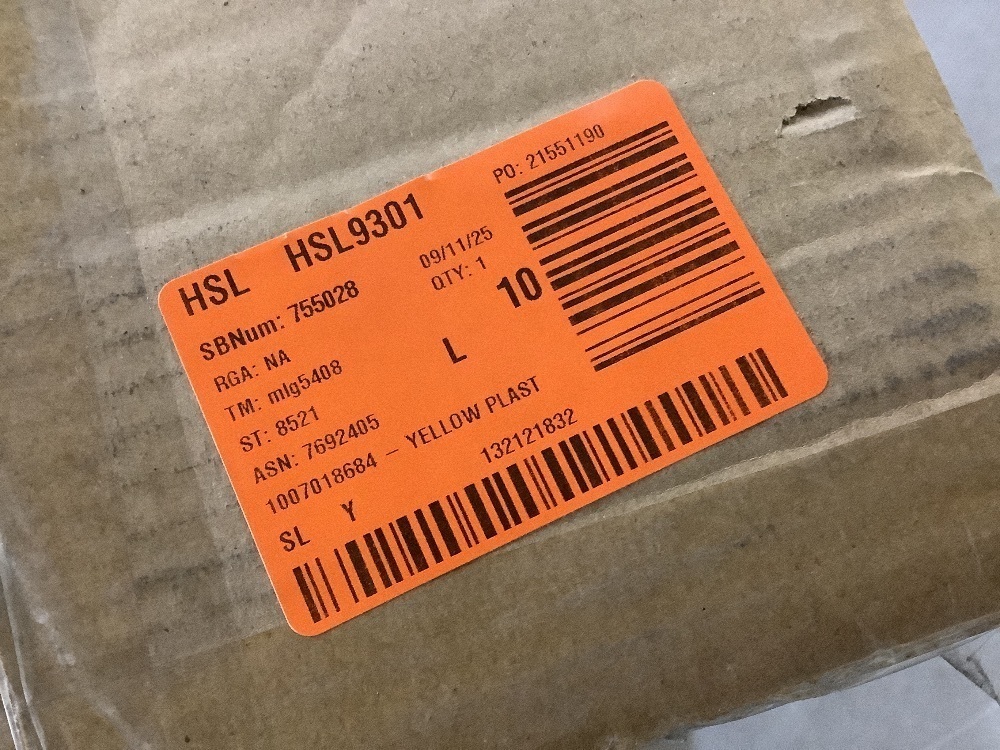 HSL HSL9301
PO: 21551190
SBNum: 755028
09/11/25
RGA: NA
QTY: 1
10
TM: mlg5408
L
ST: 8521
ASN: 7692405
1007018684 - YELLOW PLAST
132121832
SL Y